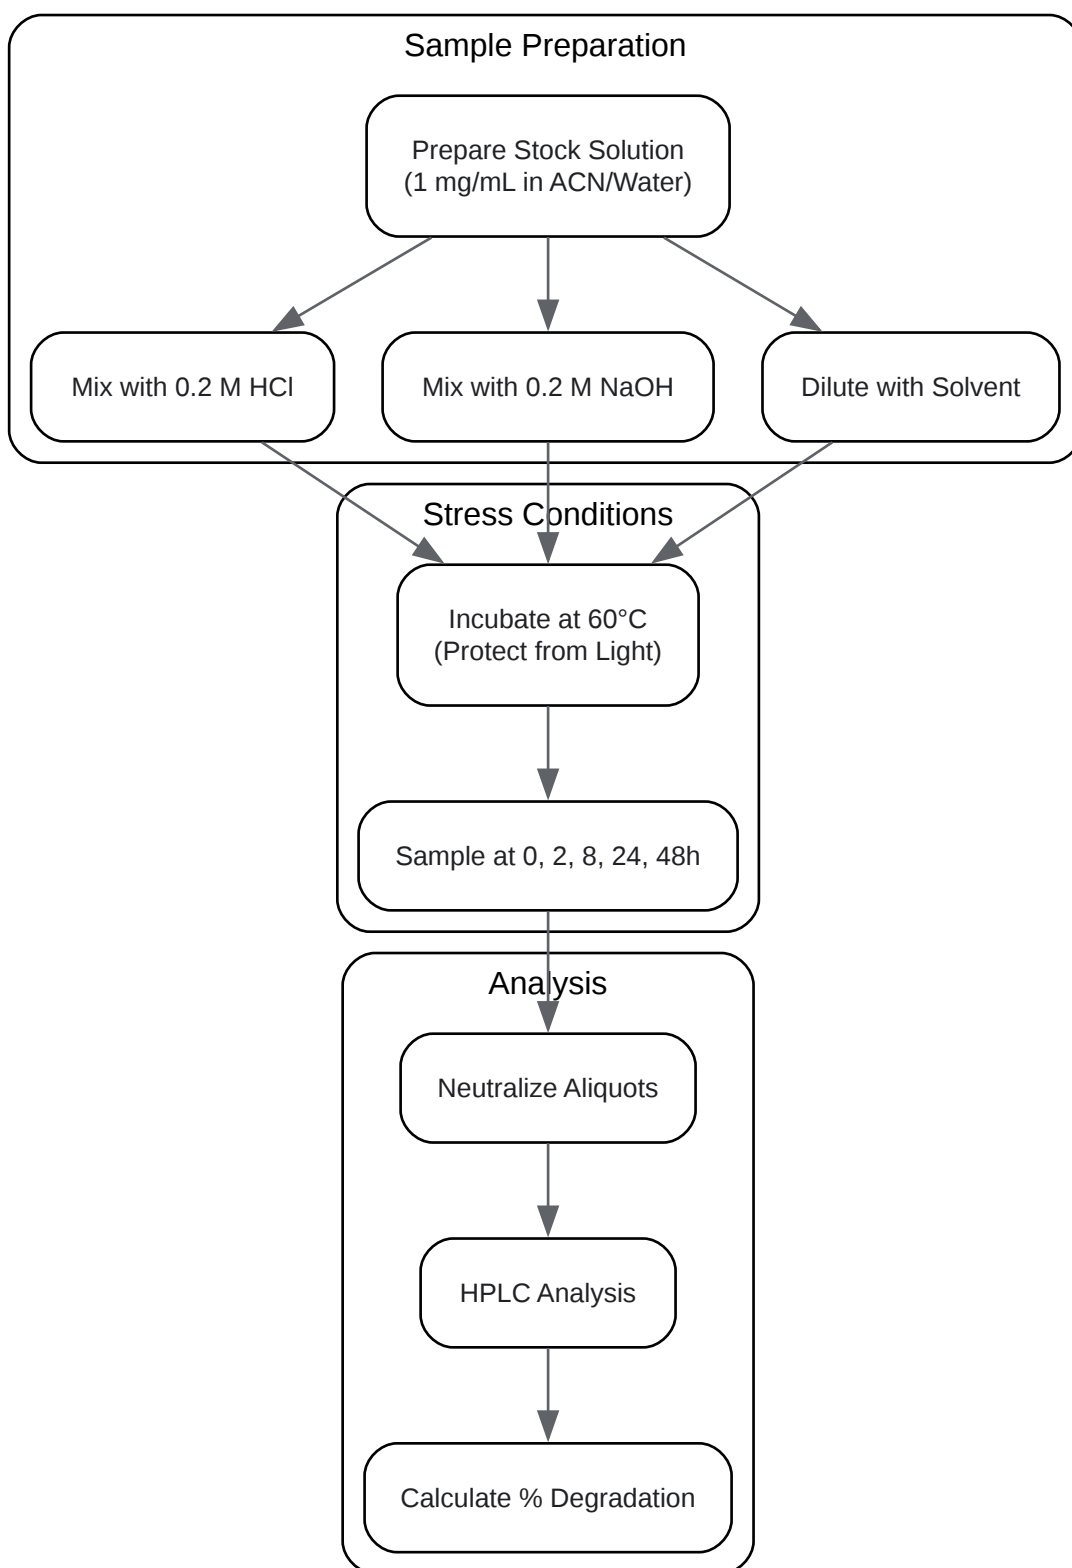 Sample Preparation
Prepare Stock Solution
(1 mg/mL in ACN/Water)
Mix with 0.2 M HCl
Mix with 0.2 M NaOH
Dilute with Solvent
Stress Conditions
Incubate at 60°C
(Protect from Light)
Sample at 0, 2, 8, 24, 48h
Analysis
Neutralize Aliquots
HPLC Analysis
Calculate % Degradation